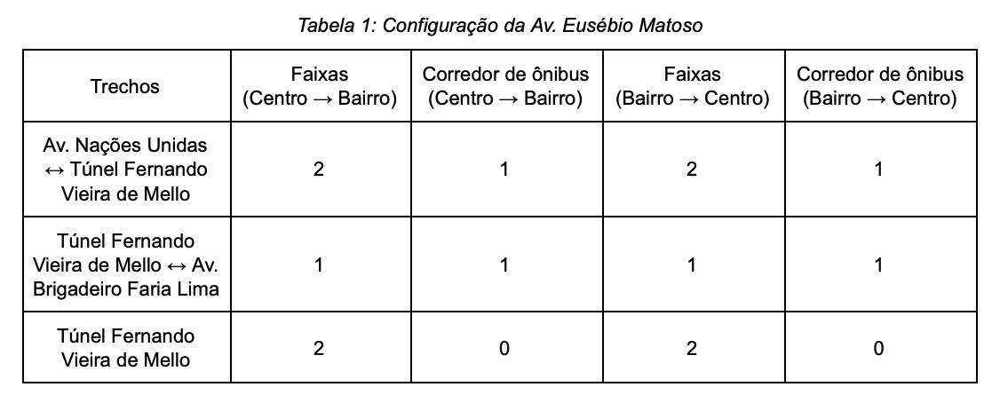 Tabela 1: Configuração da Av. Eusébio Matoso
Trechos
Faixas
(Centro → Bairro)
Corredor de ônibus
(Centro → Bairro)
Faixas
(Bairro → Centro)
Corredor de ônibus
(Bairro → Centro)
Av. Nações Unidas
↔ Túnel Fernando
Vieira de Mello
2
1
2
1
Túnel Fernando
Vieira de Mello ↔ Av.
Brigadeiro Faria Lima
1
1
1
1
Túnel Fernando
Vieira de Mello
2
0
2
0